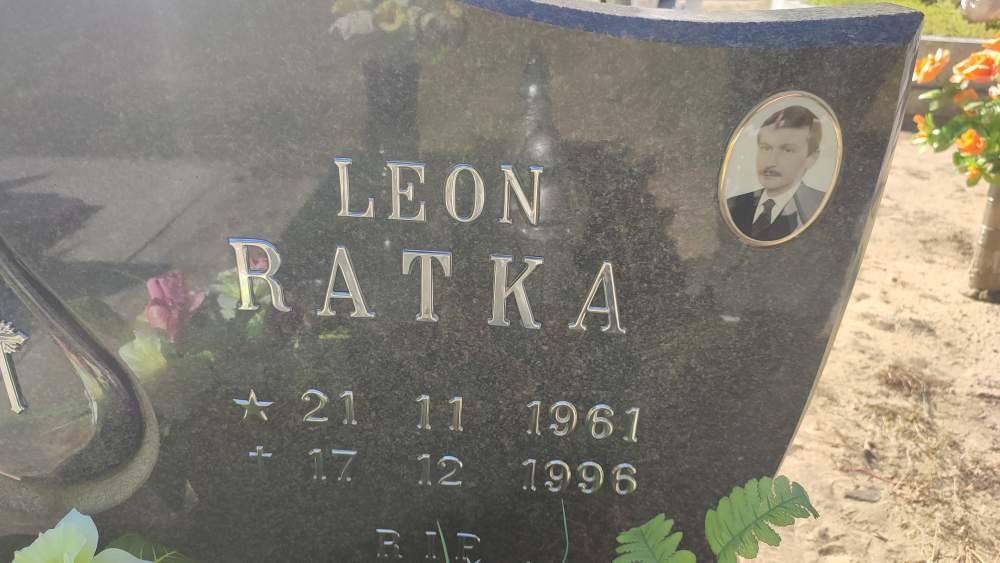 LEON
RATKA
☆ 21 11 1961
✝ 17 12 1996
R I P